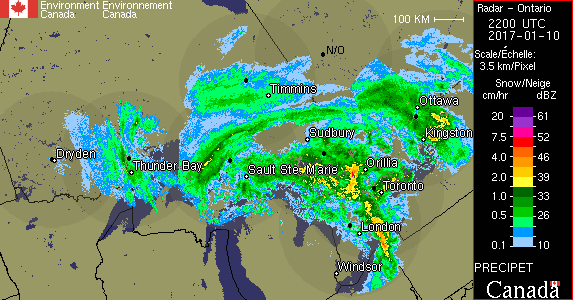 Environment Environnement
Canada Canada
100 KM
N/O
Timmins
Ottawa
Kingston
Sudbury
Dryden
Thunder Bay
Sault Ste-Marie
Orillia
Toronto
London
Windsor
Radar - Ontario
2200 UTC
2017-01-10
Scale/Échelle:
3.5 km/Pixel
Snow/Neige
cm/hr dBZ
20 61
7.5 52
4.0 46
2.0 39
1.0 33
0.5 26
0.1 10
PRECIPET
Canada